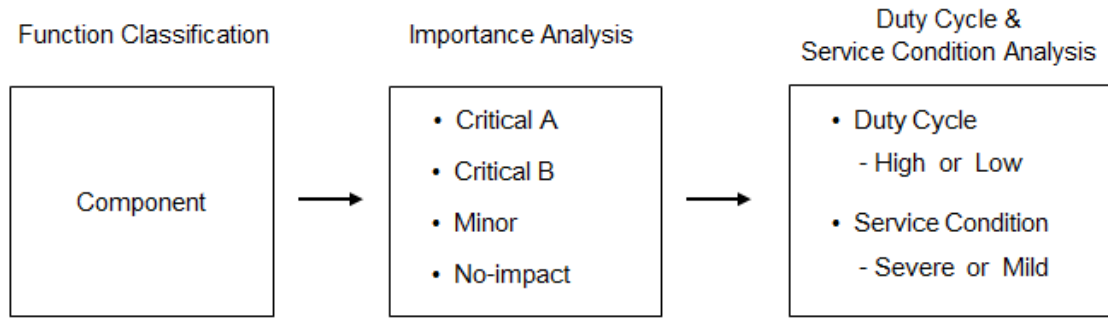 Function Classification
Component
Importance Analysis
• Critical A
• Critical B
• Minor
• No-impact
Duty Cycle &
Service Condition Analysis
• Duty Cycle
- High or Low
• Service Condition
- Severe or Mild